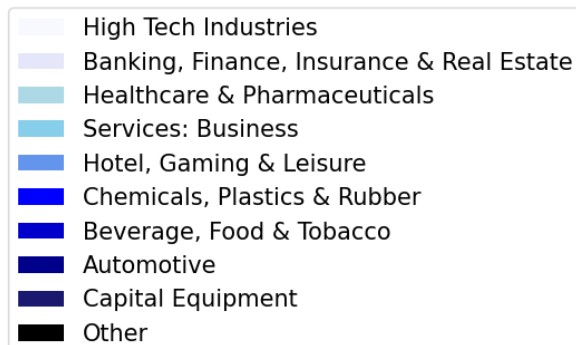 High Tech Industries
Banking, Finance, Insurance & Real Estate
Healthcare & Pharmaceuticals
Services: Business
Hotel, Gaming & Leisure
Chemicals, Plastics & Rubber
Beverage, Food & Tobacco
Automotive
Capital Equipment
Other